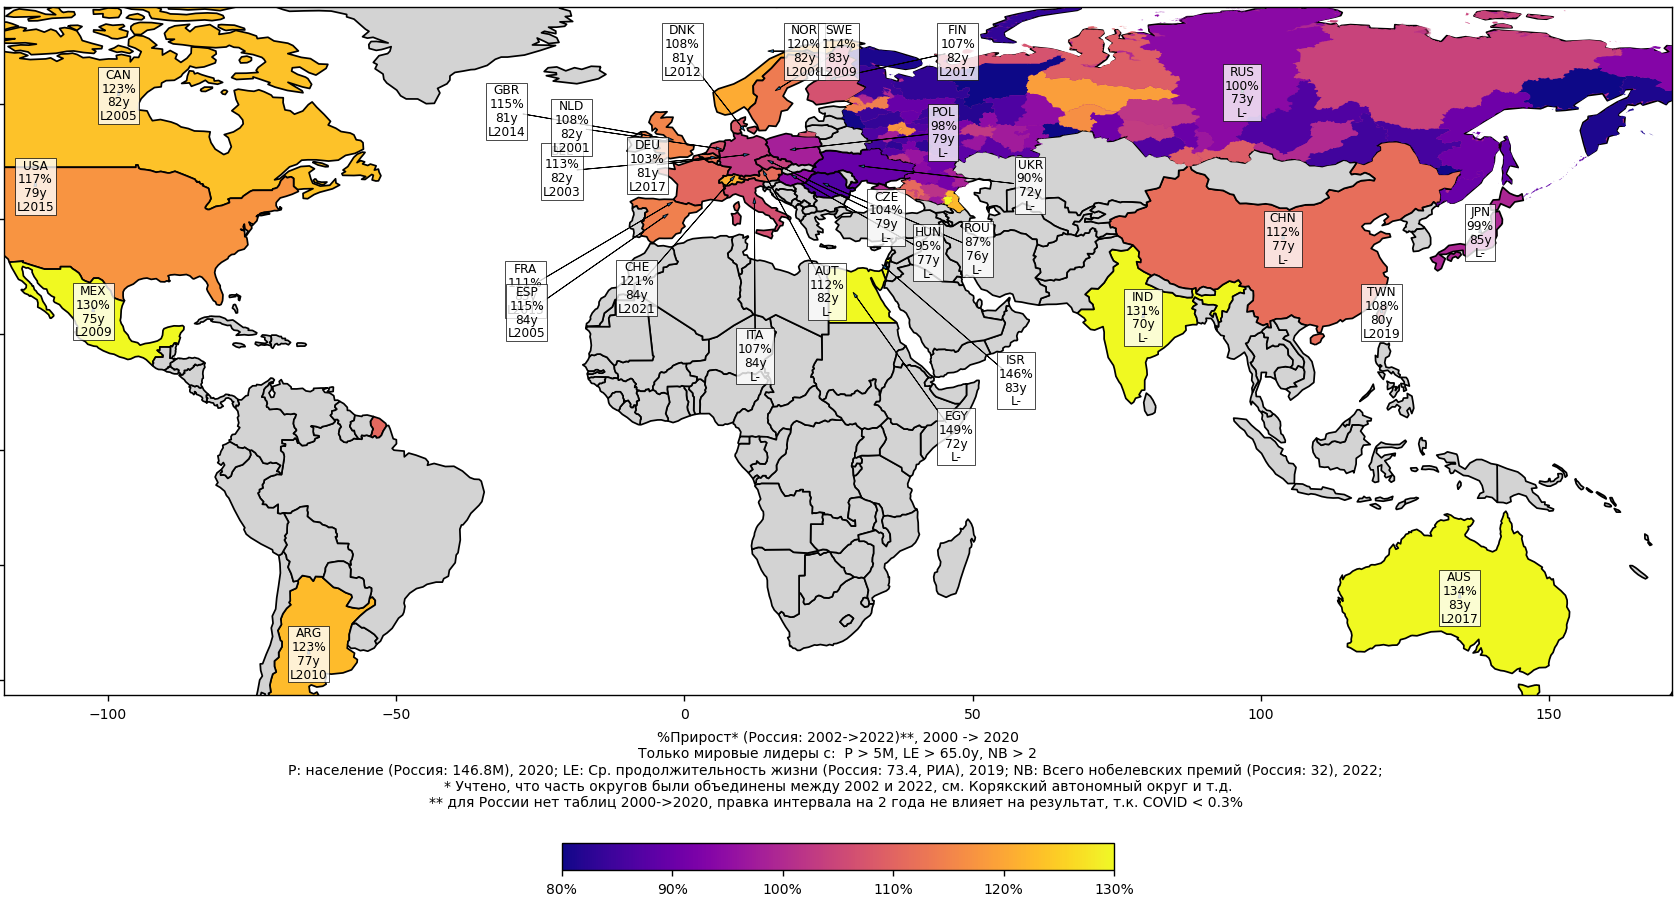 DNK
108%
81y
L2012
NOR
120%
82y
SWE
114%
83y
L2009
FIN
107%
82y
L2017
CAN
123%
82y
L2005
RUS
100%
73y
L-
GBR
115%
81y
L2014
NLD
108%
82y
L2001
POL
98%
79y
L-
DEU
103%
81y
L2017
113%
82y
L2003
USA
117%
79y
L2015
UKR
90%
72y
L-
CZE
104%
79y
L-
HUN
95%
77y
L-
ROU
87%
76y
L-
CHN
112%
77y
L-
JPN
99%
85y
L-
FRA
111%
ESP
115%
84y
L2005
CHE
121%
84y
L2021
AUT
112%
82y
L-
MEX
130%
75y
L2009
IND
131%
70y
L-
TWN
108%
80y
L2019
ITA
107%
84y
L-
ISR
146%
83y
L-
EGY
149%
72y
L-
AUS
134%
83y
L2017
ARG
123%
77y
L2010
−100 −50 0 50 100 150
%Прирост* (Россия: 2002->2022)**, 2000 -> 2020
Только мировые лидеры с: P > 5M, LE > 65.0y, NB > 2
P: население (Россия: 146.8M), 2020; LE: Ср. продолжительность жизни (Россия: 73.4, РИА), 2019; NB: Всего нобелевских премий (Россия: 32), 2022;
* Учтено, что часть округов были объединены между 2002 и 2022, см. Корякский автономный округ и т.д.
** для России нет таблиц 2000->2020, правка интервала на 2 года не влияет на результат, т.к. COVID < 0.3%
80% 90% 100% 110% 120% 130%